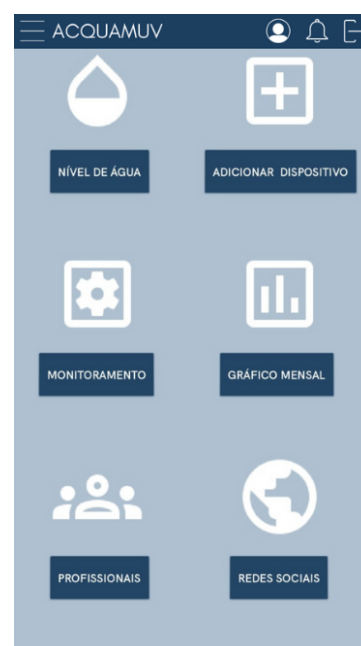 ACQUAMUV
NÍVEL DE ÁGUA
ADICIONAR DISPOSITIVO
MONITORAMENTO
GRÁFICO MENSAL
PROFISSIONAIS
REDES SOCIAIS